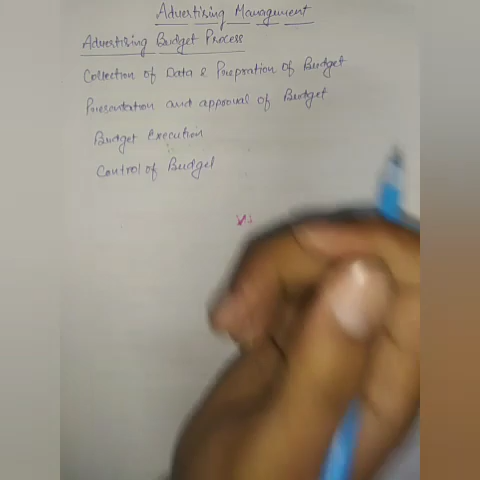 Advertising Management
Advertising Budget Process
Collection of Data & Prepration of Budget
Presentation and approval of Budget
Budget Execution
Control of Budget